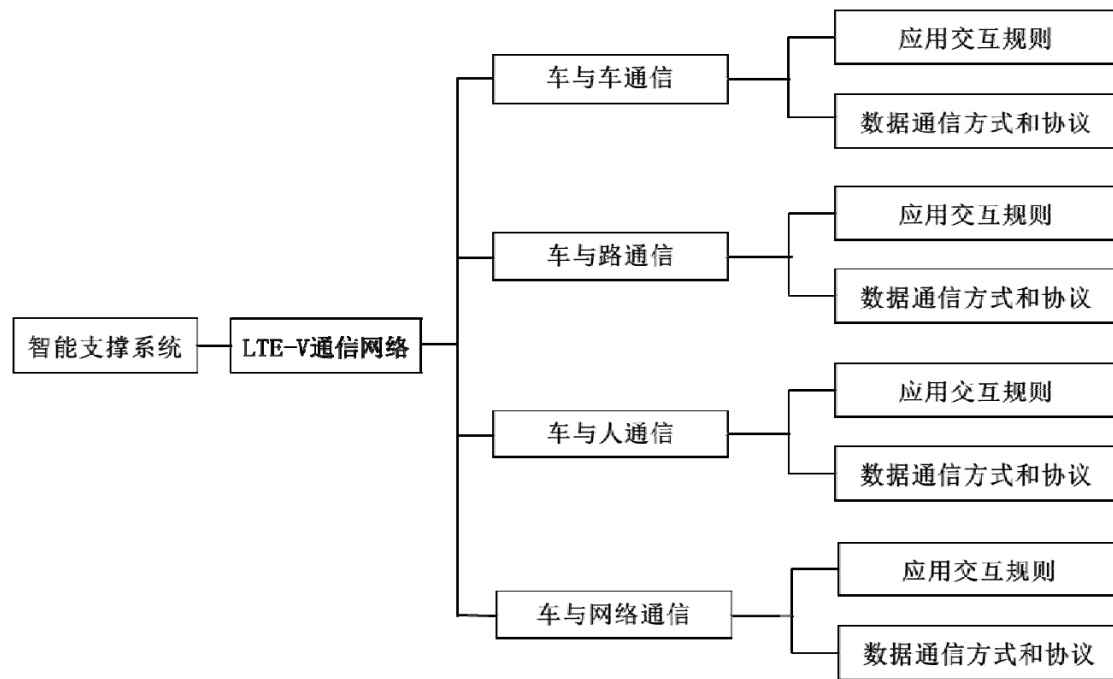 应用交互规则
车与车通信
数据通信方式和协议
应用交互规则
车与路通信
数据通信方式和协议
智能支撑系统
LTE-V通信网络
应用交互规则
车与人通信
数据通信方式和协议
应用交互规则
车与网络通信
数据通信方式和协议